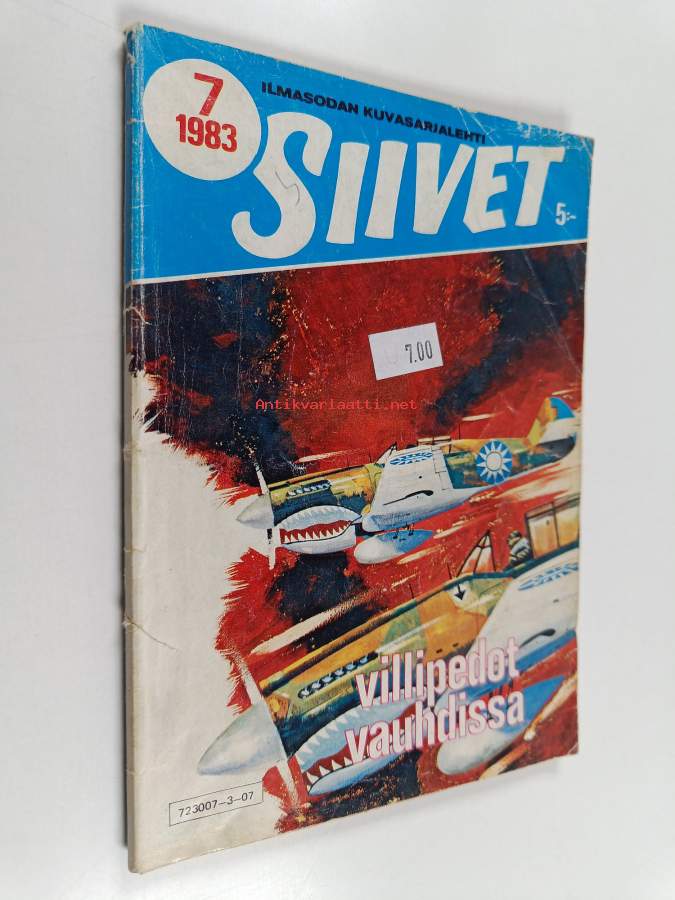 7
1983
ILMASODAN KUVASARJALEHTI
SIIVET
5:-
7.00
Antikvariaatti.net
villipedot
vauhdissa
723007-3-07